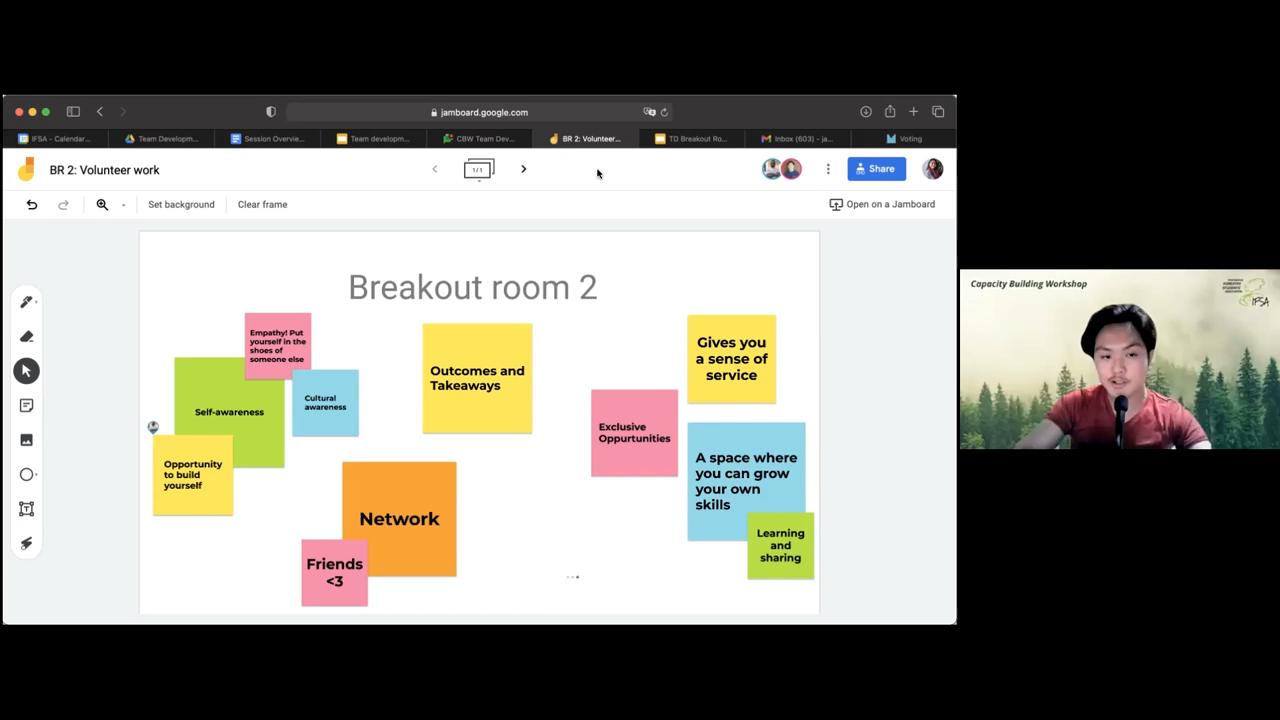 jamboard.google.com
IFSA - Calendar...
Team Developm...
Session Overvie...
Team developm...
CBW Team Dev...
BR 2: Volunteer...
TD Breakout Ro...
Inbox (603) - ja...
Voting
BR 2: Volunteer work
1/1
Share
Set background
Clear frame
Open on a Jamboard
Breakout room 2
Empathy! Put
yourself in the
shoes of
someone else
Self-awareness
Cultural
awareness
Opportunity
to build
yourself
Outcomes and
Takeaways
Network
Friends
<3
Exclusive
Oppurtunities
Gives you
a sense of
service
A space where
you can grow
your own
skills
Learning
and
sharing
Capacity Building Workshop
IFSA